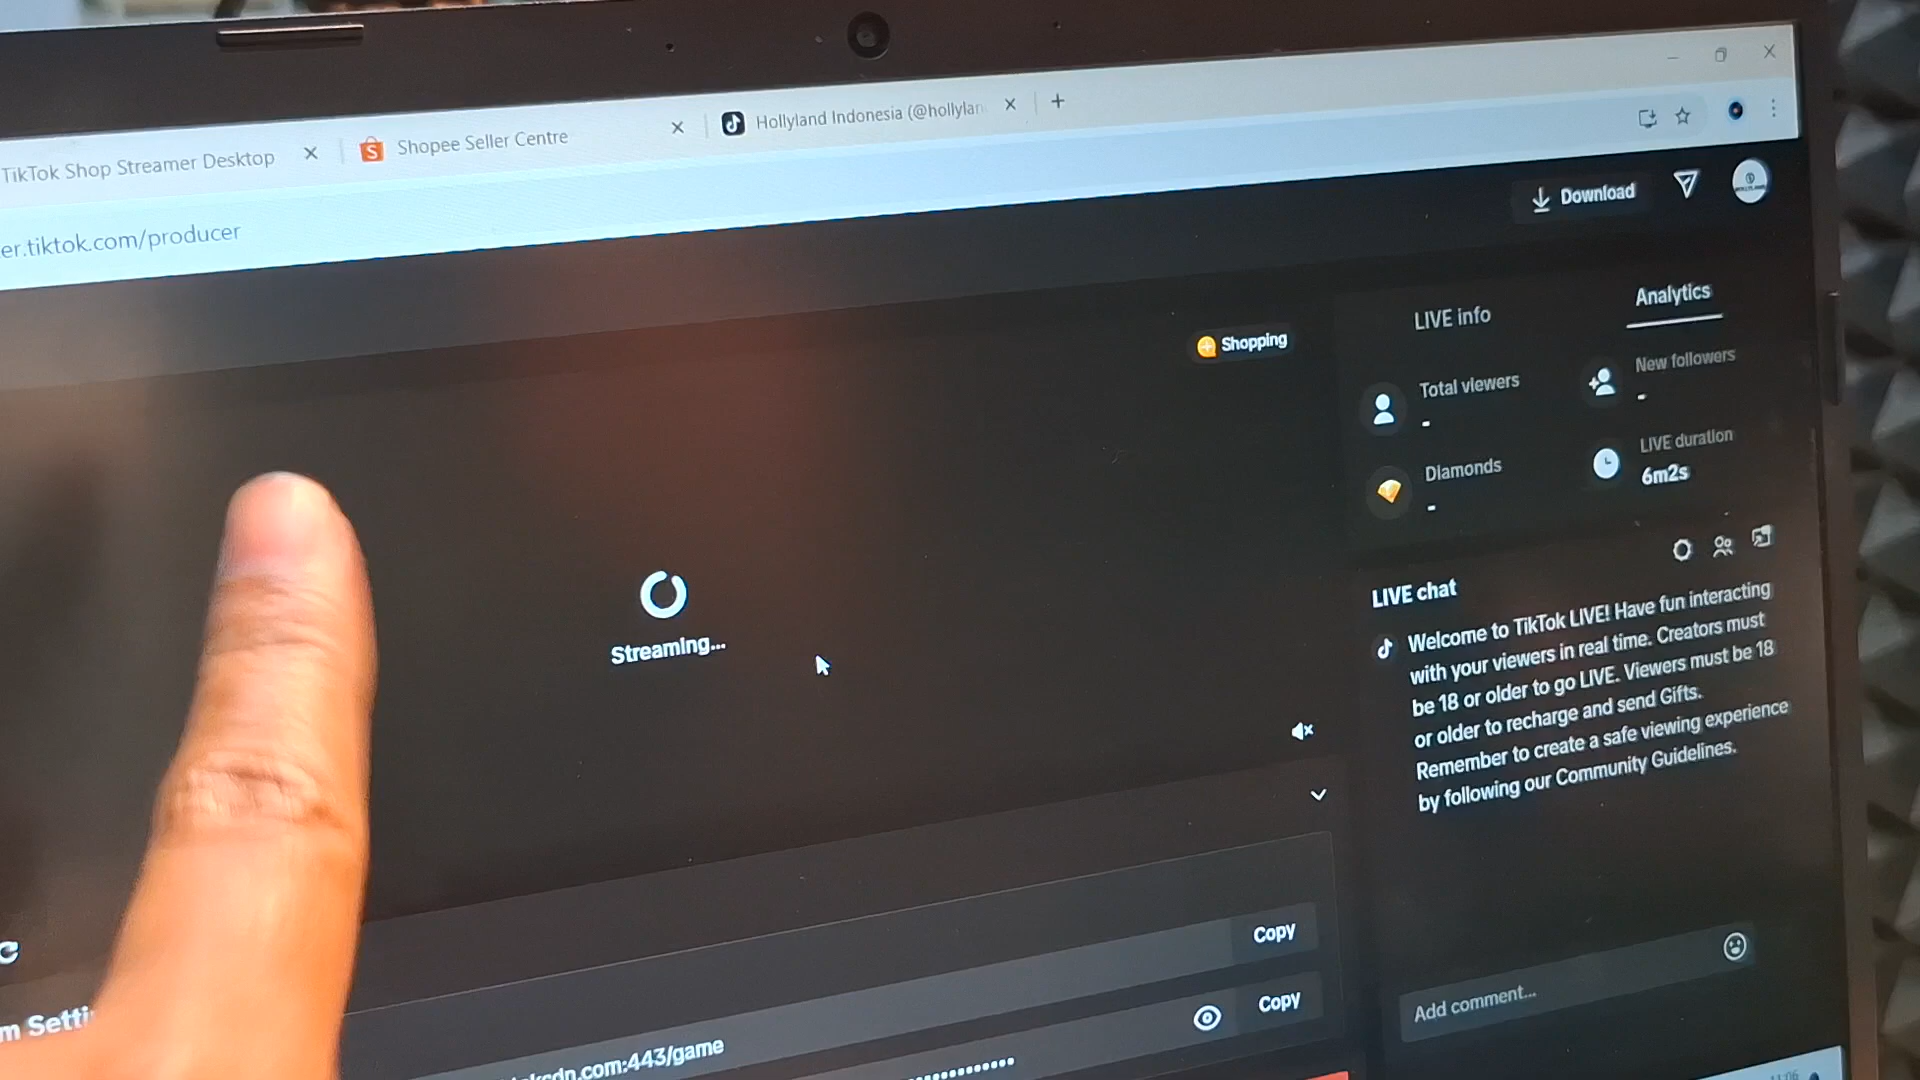 TikTok Shop Streamer Desktop
Shopee Seller Centre
Hollyland Indonesia (@hollylan
er.tiktok.com/producer
Download
LIVE info
Analytics
Shopping
Total viewers
-
New followers
-
Diamonds
-
LIVE duration
6m2s
Streaming...
LIVE chat
Welcome to TikTok LIVE! Have fun interacting
with your viewers in real time. Creators must
be 18 or older to go LIVE. Viewers must be 18
or older to recharge and send Gifts.
Remember to create a safe viewing experience
by following our Community Guidelines.
Copy
m Setti
cdn.com:443/game
Copy
Add comment...